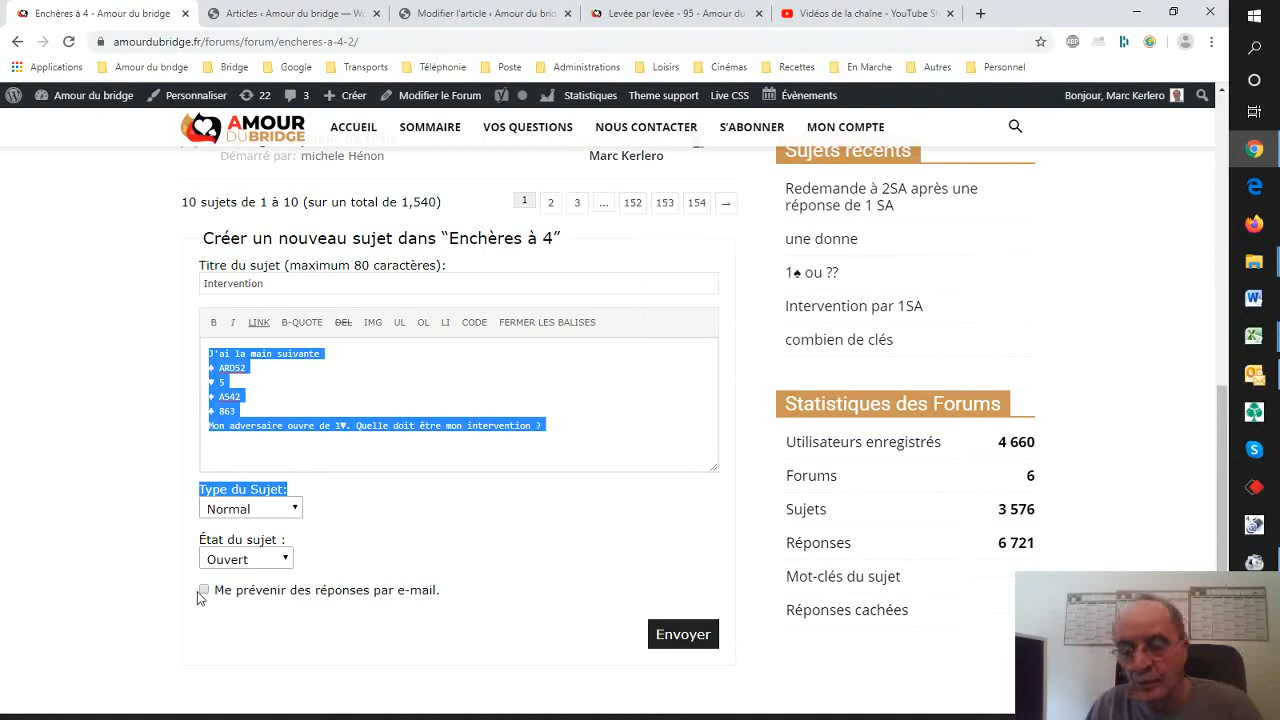 Enchères à 4 - Amour du bridge
Articles ‹ Amour du bridge — Wo
Modifier l'article ‹ Amour du brid
Levée par levée - 95 - Amour du
Vidéos de la chaîne - YouTube St
amourdubridge.fr/forums/forum/encheres-a-4-2/
Applications
Amour du bridge
Bridge
Google
Transports
Téléphonie
Poste
Administrations
Loisirs
Cinémas
Recettes
En Marche
Autres
Personnel
Amour du bridge
Personnaliser
22
3
Créer
Modifier le Forum
Statistiques
Theme support
Live CSS
Évènements
Bonjour, Marc Kerlero
AMOUR
DUBRIDGE
ACCUEIL
SOMMAIRE
VOS QUESTIONS
NOUS CONTACTER
S'ABONNER
MON COMPTE
Démarré par: michele Hénon
Marc Kerlero
10 sujets de 1 à 10 (sur un total de 1,540)
1 2 3 ... 152 153 154 →
Créer un nouveau sujet dans “Enchères à 4”
Titre du sujet (maximum 80 caractères):
Intervention
B I LINK B-QUOTE DEL IMG UL OL LI CODE FERMER LES BALISES
J'ai la main suivante
♠ ARD52
♥ 5
♦ A542
♣ 863
Mon adversaire ouvre de 1♥. Quelle doit être mon intervention ?
Type du Sujet:
Normal
État du sujet :
Ouvert
Me prévenir des réponses par e-mail.
Envoyer
Sujets récents
Redemande à 2SA après une
réponse de 1 SA
une donne
1♠ ou ??
Intervention par 1SA
combien de clés
Statistiques des Forums
Utilisateurs enregistrés 4 660
Forums 6
Sujets 3 576
Réponses 6 721
Mot-clés du sujet
Réponses cachées